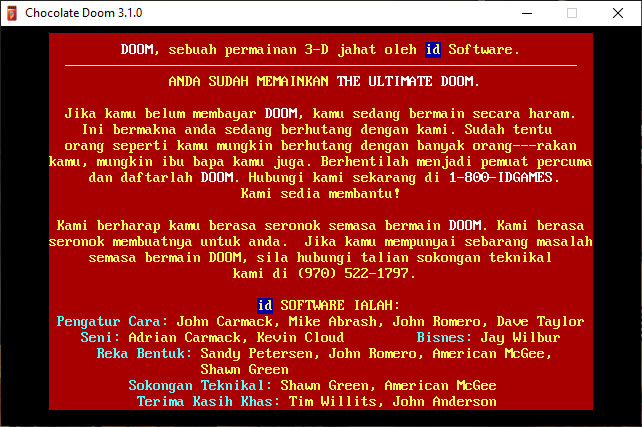 Chocolate Doom 3.1.0
DOOM, sebuah permainan 3-D jahat oleh id Software.
ANDA SUDAH MEMAINKAN THE ULTIMATE DOOM.
Jika kamu belum membayar DOOM, kamu sedang bermain secara haram.
Ini bermakna anda sedang berhutang dengan kami. Sudah tentu
orang seperti kamu mungkin berhutang dengan banyak orang---rakan
kamu, mungkin ibu bapa kamu juga. Berhentilah menjadi pemuat percuma
dan daftarlah DOOM. Hubungi kami sekarang di 1-800-IDGAMES.
Kami sedia membantu!
Kami berharap kamu berasa seronok semasa bermain DOOM. Kami berasa
seronok membuatnya untuk anda.  Jika kamu mempunyai sebarang masalah
semasa bermain DOOM, sila hubungi talian sokongan teknikal
kami di (970) 522-1797.
id SOFTWARE IALAH:
Pengatur Cara: John Carmack, Mike Abrash, John Romero, Dave Taylor
Seni: Adrian Carmack, Kevin Cloud Bisnes: Jay Wilbur
Reka Bentuk: Sandy Petersen, John Romero, American McGee,
Shawn Green
Sokongan Teknikal: Shawn Green, American McGee
Terima Kasih Khas: Tim Willits, John Anderson